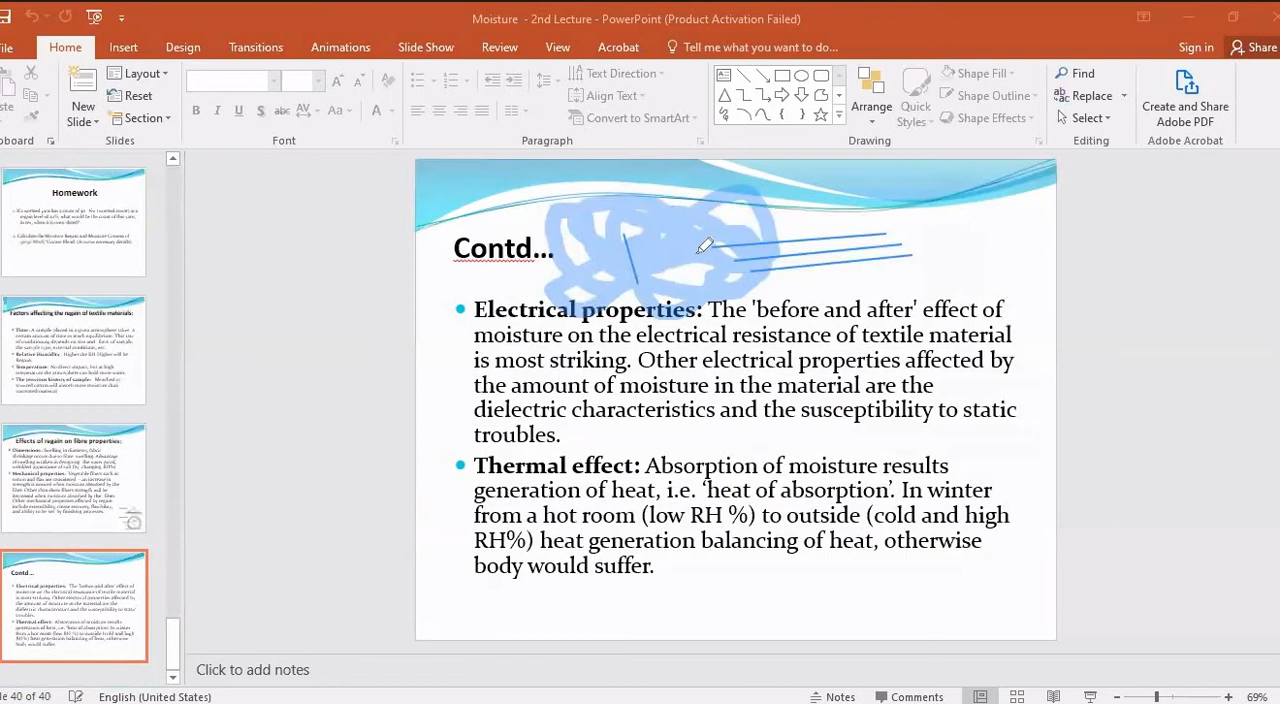 Moisture - 2nd Lecture - PowerPoint (Product Activation Failed)
File Home Insert Design Transitions Animations Slide Show Review View Acrobat Tell me what you want to do... Sign in Share
New Slide
Layout
Reset
Section
Slides
Font
B I U S abc AV Aa A
Paragraph
Text Direction
Align Text
Convert to SmartArt
Drawing
Arrange
Quick Styles
Shape Fill
Shape Outline
Shape Effects
Editing
Find
Replace
Select
Create and Share Adobe PDF
Adobe Acrobat
Homework
Factors affecting the regain of textile materials:
Effects of regain on fibre properties:
Contd...
Contd...
Electrical properties: The 'before and after' effect of
moisture on the electrical resistance of textile material
is most striking. Other electrical properties affected by
the amount of moisture in the material are the
dielectric characteristics and the susceptibility to static
troubles.
Thermal effect: Absorption of moisture results
generation of heat, i.e. ‘heat of absorption’. In winter
from a hot room (low RH %) to outside (cold and high
RH%) heat generation balancing of heat, otherwise
body would suffer.
Click to add notes
40 of 40 English (United States) Notes Comments 69%